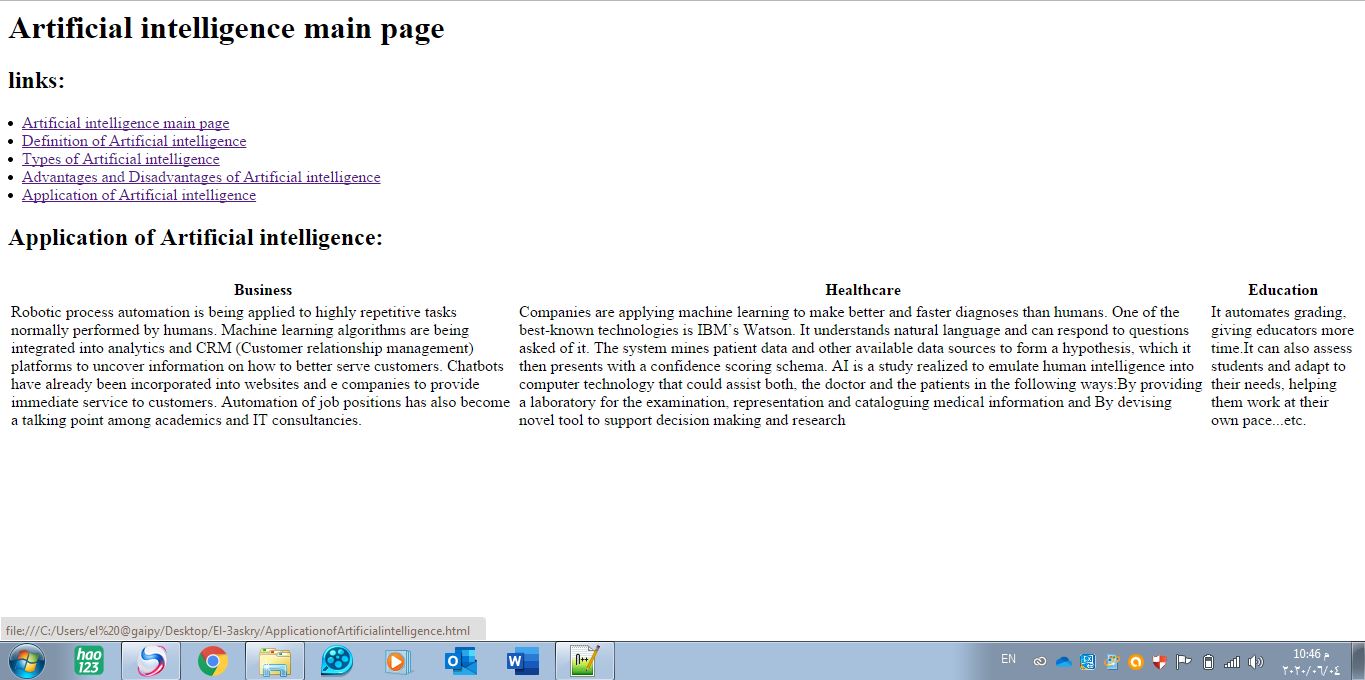 Artificial intelligence main page
links:
Artificial intelligence main page
Definition of Artificial intelligence
Types of Artificial intelligence
Advantages and Disadvantages of Artificial intelligence
Application of Artificial intelligence
Application of Artificial intelligence:
Business
Robotic process automation is being applied to highly repetitive tasks
normally performed by humans. Machine learning algorithms are being
integrated into analytics and CRM (Customer relationship management)
platforms to uncover information on how to better serve customers. Chatbots
have already been incorporated into websites and e companies to provide
immediate service to customers. Automation of job positions has also become
a talking point among academics and IT consultancies.
Healthcare
Companies are applying machine learning to make better and faster diagnoses than humans. One of the
best-known technologies is IBM`s Watson. It understands natural language and can respond to questions
asked of it. The system mines patient data and other available data sources to form a hypothesis, which it
then presents with a confidence scoring schema. AI is a study realized to emulate human intelligence into
computer technology that could assist both, the doctor and the patients in the following ways:By providing
a laboratory for the examination, representation and cataloguing medical information and By devising
novel tool to support decision making and research
Education
It automates grading,
giving educators more
time.It can also assess
students and adapt to
their needs, helping
them work at their
own pace...etc.
file:///C:/Users/el%20@gaipy/Desktop/El-3askry/ApplicationofArtificialintelligence.html
hao
123
EN
10:46 م
٢٠٢٠/٠٦/٠٤